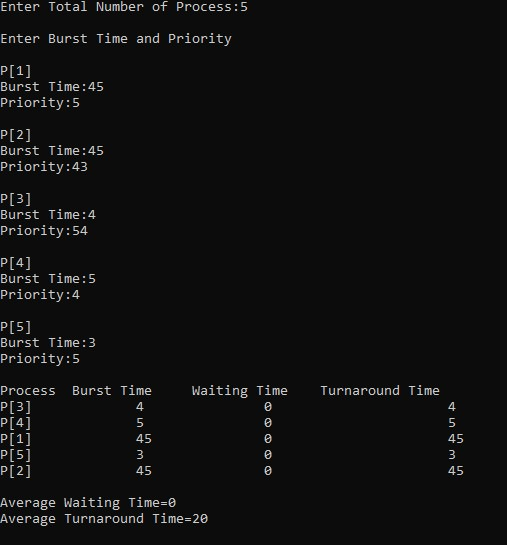 Enter Total Number of Process:5
Enter Burst Time and Priority
P[1]
Burst Time:45
Priority:5
P[2]
Burst Time:45
Priority:43
P[3]
Burst Time:4
Priority:54
P[4]
Burst Time:5
Priority:4
P[5]
Burst Time:3
Priority:5
Process Burst Time Waiting Time Turnaround Time
P[3] 4 0 4
P[4] 5 0 5
P[1] 45 0 45
P[5] 3 0 3
P[2] 45 0 45
Average Waiting Time=0
Average Turnaround Time=20